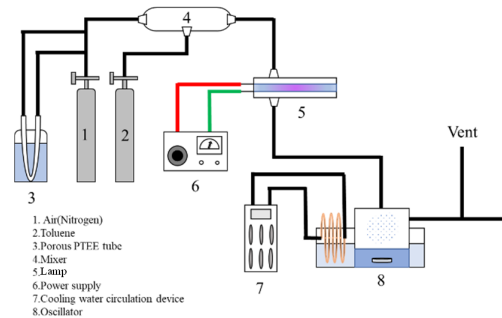 4
1
2
5
3
6
Vent
7
8
1. Air(Nitrogen)
2.Toluene
3.Porous PTEE tube
4.Mixer
5.Lamp
6.Power supply
7.Cooling water circulation device
8.Oscillator